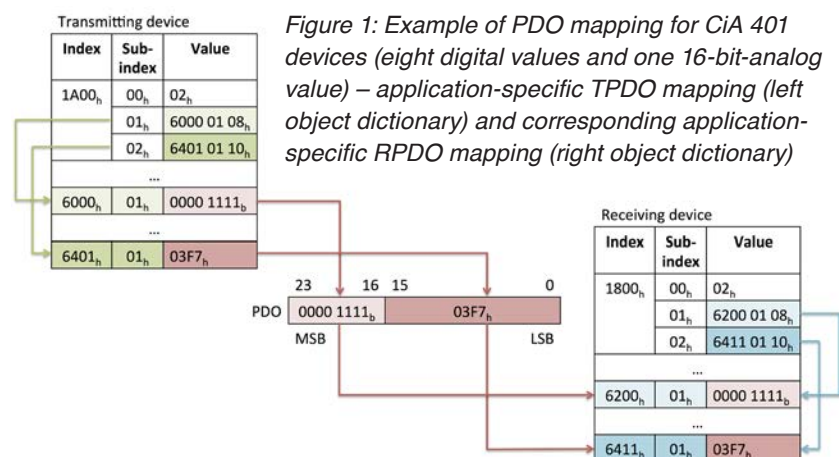 Transmitting device
Index Sub-index Value
1A00h 00h 02h
01h 6000 01 08h
02h 6401 01 10h
...
6000h 01h 0000 1111b
...
6401h 01h 03F7h
Figure 1: Example of PDO mapping for CiA 401
devices (eight digital values and one 16-bit-analog
value) – application-specific TPDO mapping (left
object dictionary) and corresponding application-
specific RPDO mapping (right object dictionary)
23 16 15 0
PDO 0000 1111b 03F7h
MSB LSB
Receiving device
Index Sub-index Value
1800h 00h 02h
01h 6200 01 08h
02h 6411 01 10h
...
6200h 01h 0000 1111b
...
6411h 01h 03F7h